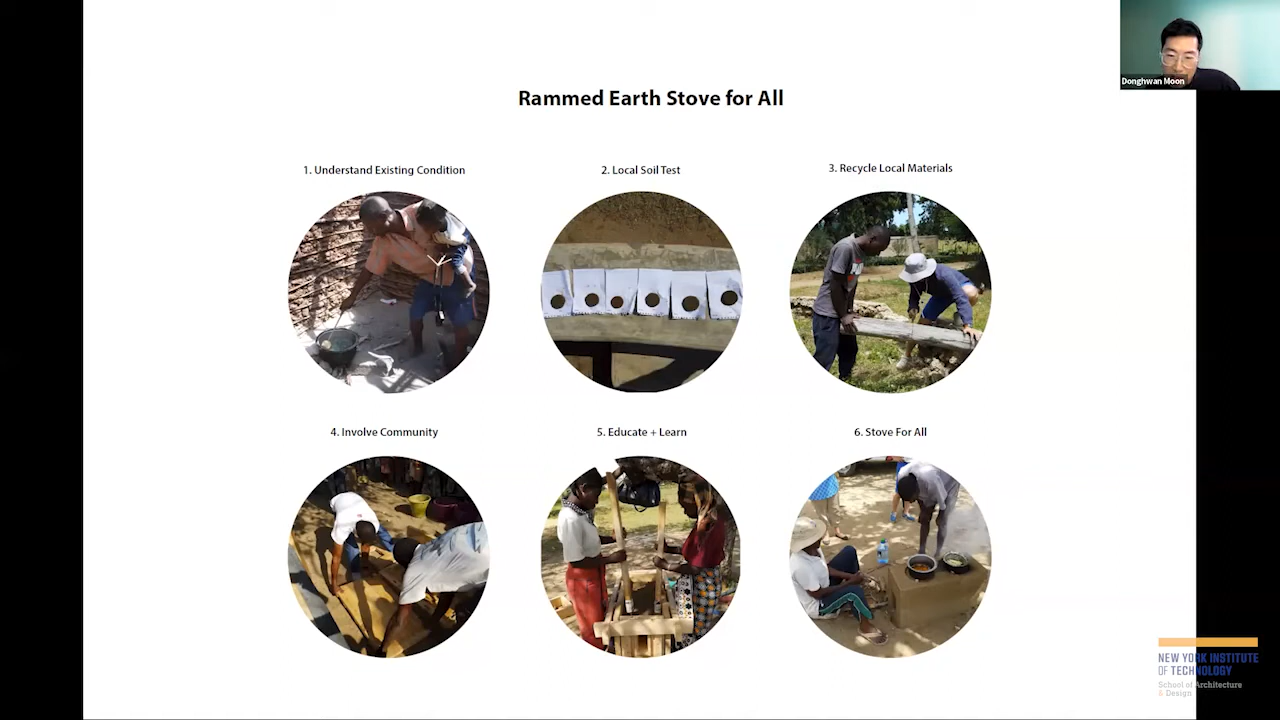 Donghwan Moon
Rammed Earth Stove for All
1. Understand Existing Condition
2. Local Soil Test
3. Recycle Local Materials
4. Involve Community
5. Educate + Learn
6. Stove For All
NEW YORK INSTITUTE
OF TECHNOLOGY
School of Architecture
& Design